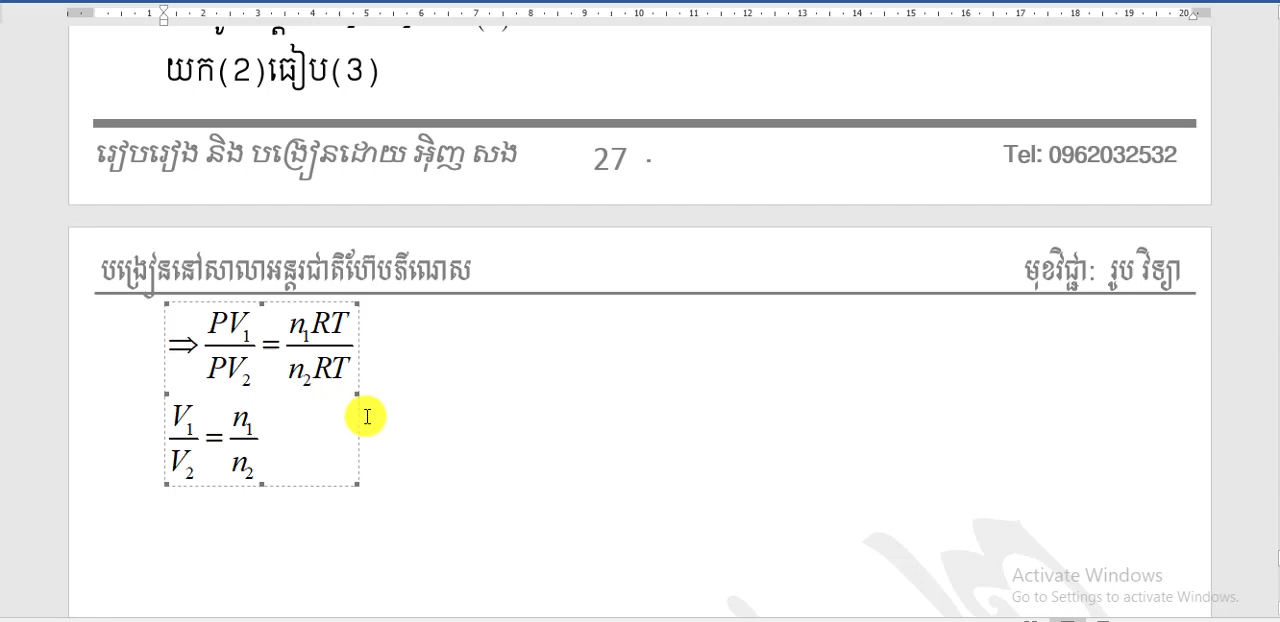 យក(2)ធៀប(3)
រៀបរៀង និង បង្រៀនដោយ អ៊ិញ សង 27 . Tel: 0962032532
បង្រៀននៅសាលាអន្តរជាតិហ៊ែបភីណេស មុខវិជ្ជា: រូប វិទ្យា
⇒ PV₁/PV₂ = n₁RT/n₂RT
V₁/V₂ = n₁/n₂
Activate Windows
Go to Settings to activate Windows.